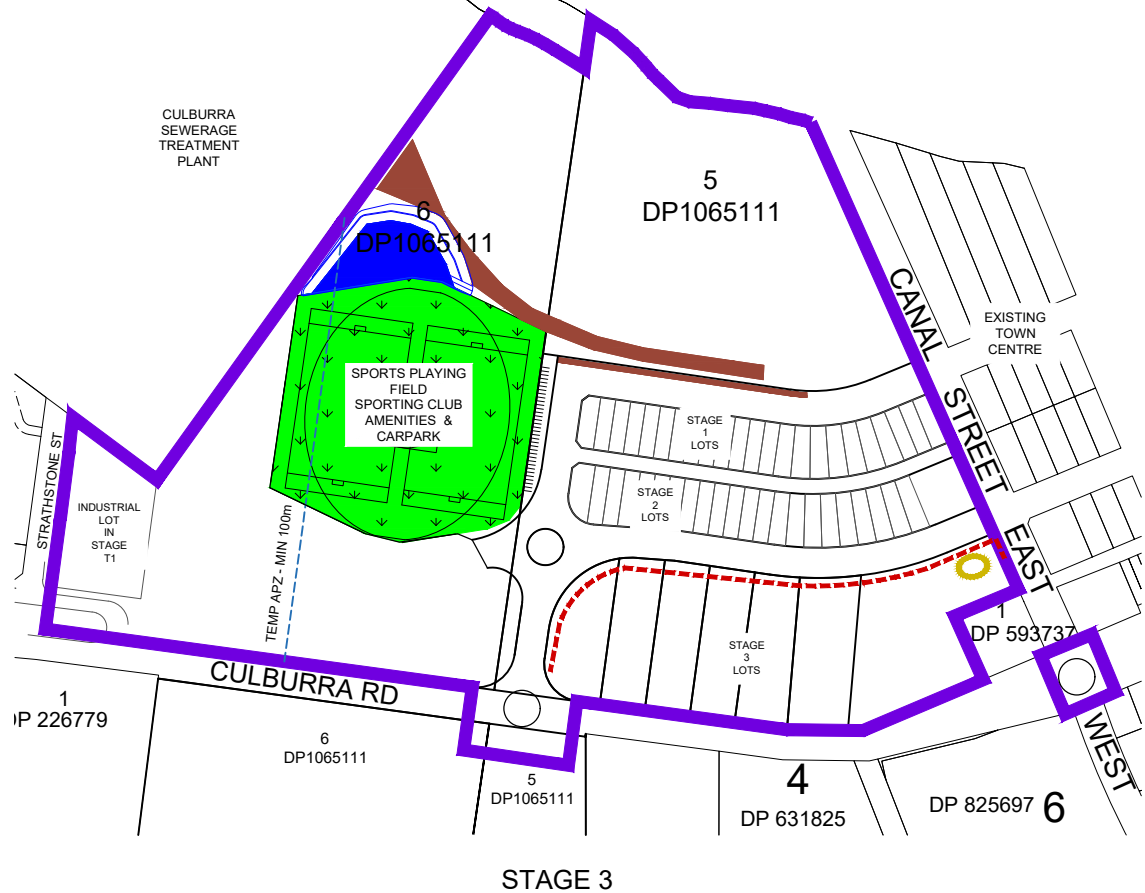 CULBURRA
SEWERAGE
TREATMENT
PLANT
5
DP1065111
6
DP1065111
CANAL
STREET
EAST
EXISTING
TOWN
CENTRE
SPORTS PLAYING
FIELD
SPORTING CLUB
AMENITIES &
CARPARK
STAGE
1
LOTS
STAGE
2
LOTS
STRATHSTONE ST
INDUSTRIAL
LOT
IN
STAGE
T1
TEMP APZ - MIN 100m
STAGE
3
LOTS
1
DP 593737
CULBURRA RD
WEST
1
DP 226779
6
DP1065111
5
DP1065111
4
DP 631825
DP 825697 6
STAGE 3